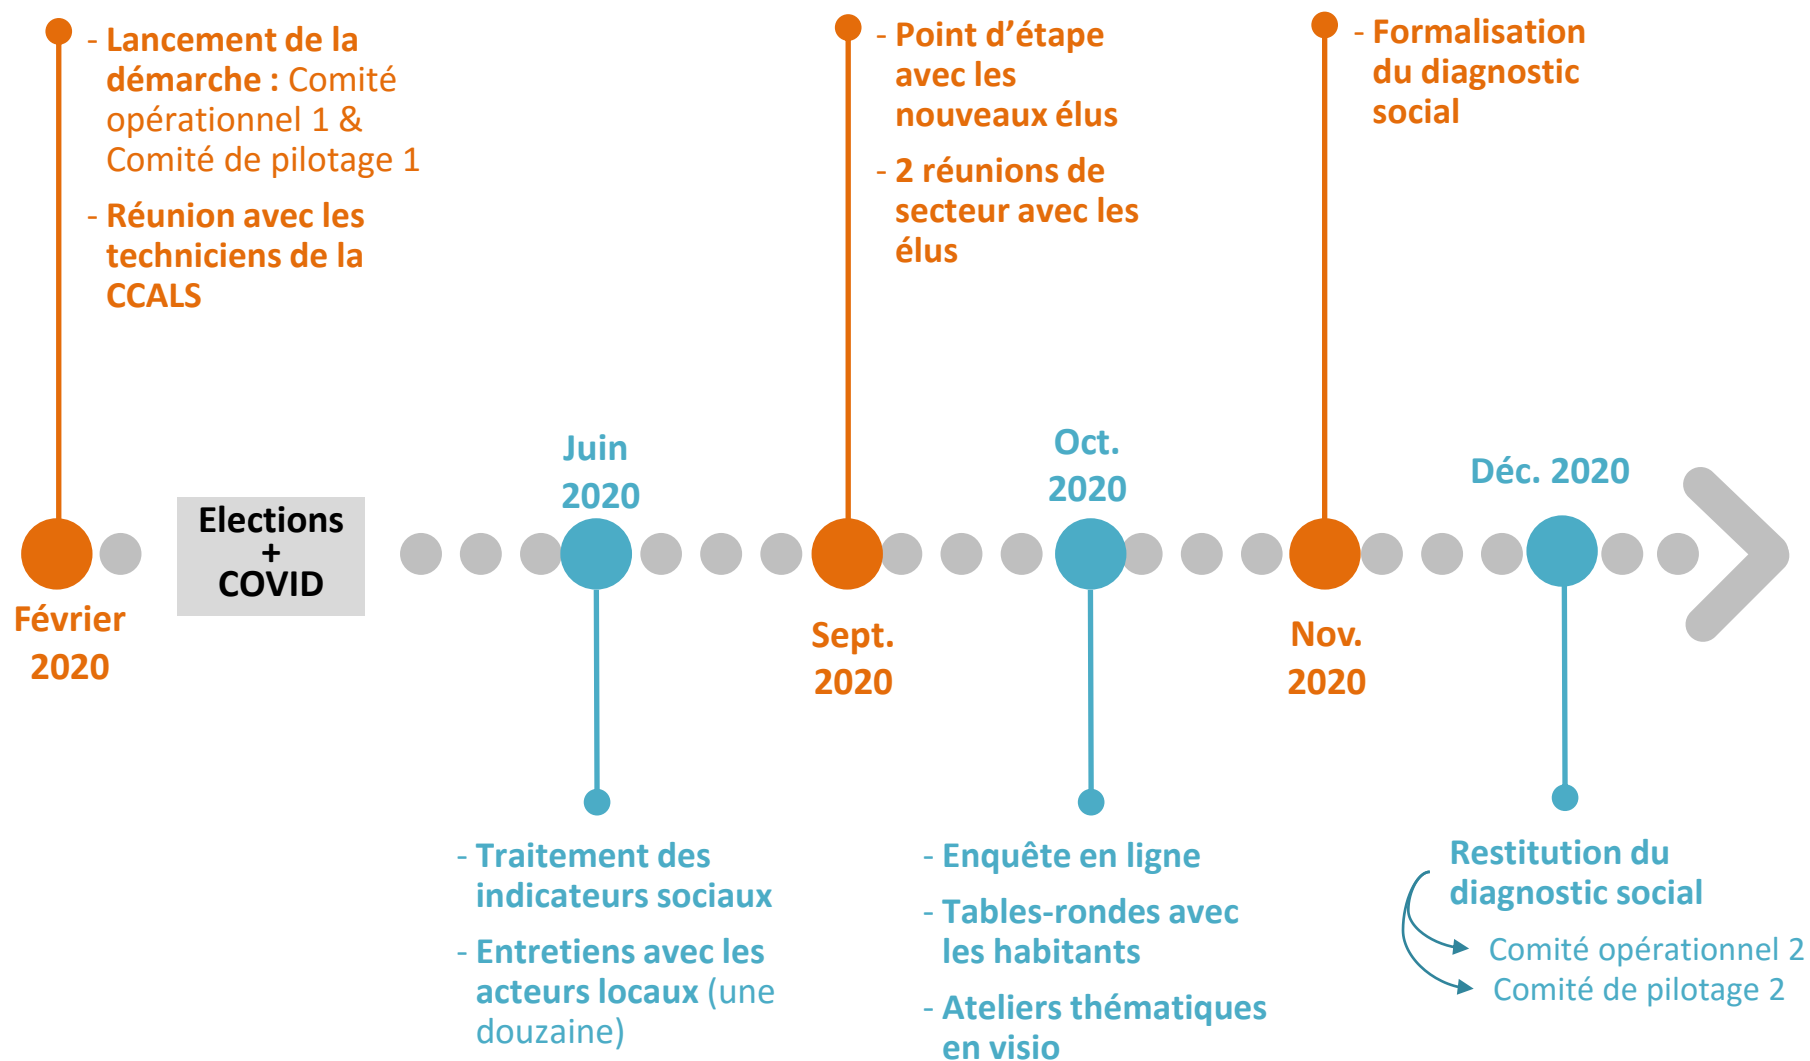 - Lancement de la
démarche : Comité
opérationnel 1 &
Comité de pilotage 1
- Réunion avec les
techniciens de la
CCALS
- Point d’étape
avec les
nouveaux élus
- 2 réunions de
secteur avec les
élus
- Formalisation
du diagnostic
social
Février
2020
Elections
+
COVID
Juin
2020
Sept.
2020
Oct.
2020
Nov.
2020
Déc. 2020
- Traitement des
indicateurs sociaux
- Entretiens avec les
acteurs locaux (une
douzaine)
- Enquête en ligne
- Tables-rondes avec
les habitants
- Ateliers thématiques
en visio
Restitution du
diagnostic social
Comité opérationnel 2
Comité de pilotage 2